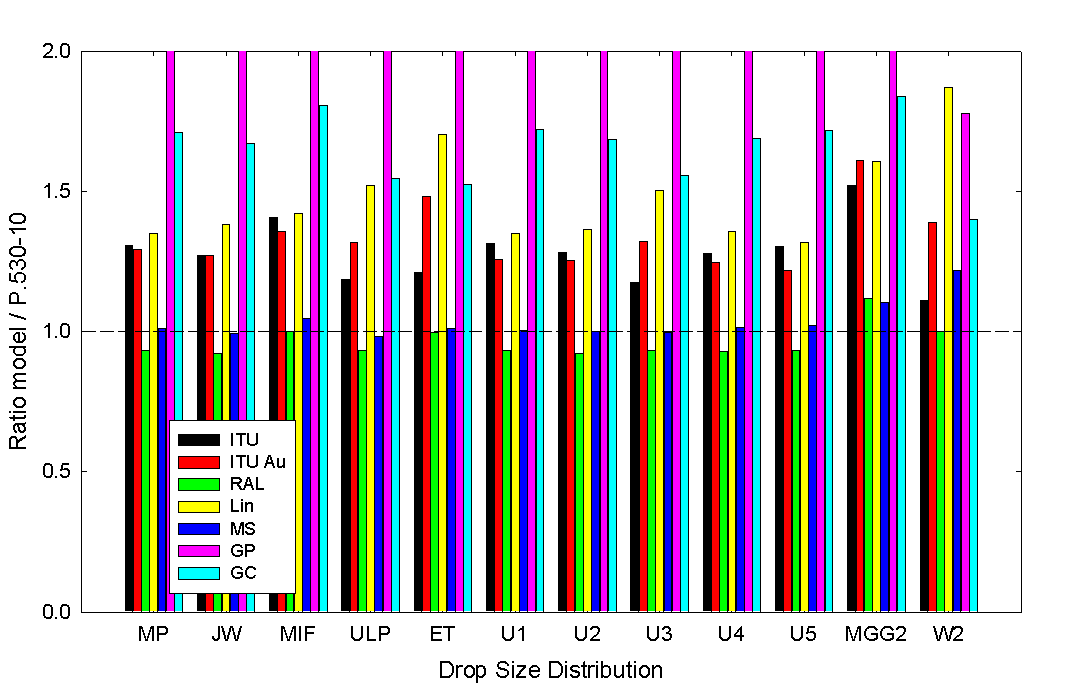 2.0
1.5
1.0
0.5
0.0
Ratio model / P.530-10
ITU
ITU Au
RAL
Lin
MS
GP
GC
MP JW MIF ULP ET U1 U2 U3 U4 U5 MGG2 W2
Drop Size Distribution